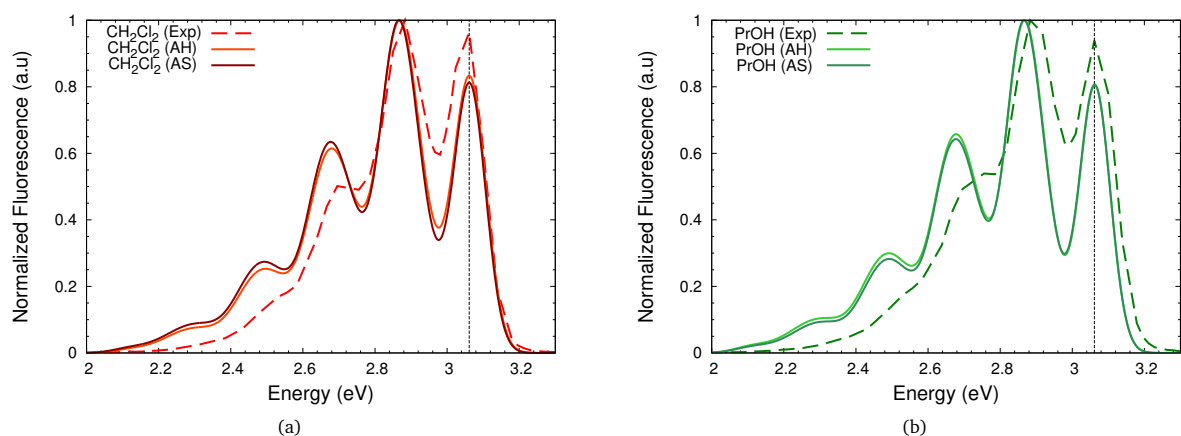 CH₂Cl₂ (Exp)
CH₂Cl₂ (AH)
CH₂Cl₂ (AS)
Normalized Fluorescence (a.u)
1
0.8
0.6
0.4
0.2
0
2
2.2
2.4
2.6
2.8
3
3.2
Energy (eV)
(a)
PrOH (Exp)
PrOH (AH)
PrOH (AS)
Normalized Fluorescence (a.u)
1
0.8
0.6
0.4
0.2
0
2
2.2
2.4
2.6
2.8
3
3.2
Energy (eV)
(b)